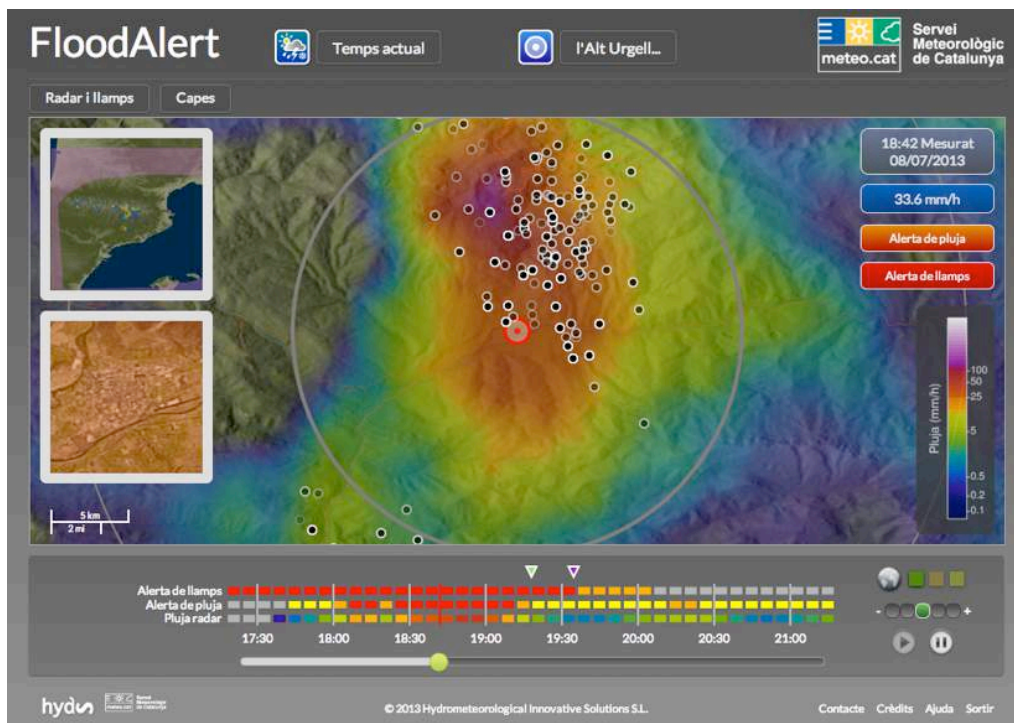 FloodAlert
Temps actual
l'Alt Urgell...
meteo.cat
Servei
Meteorològic
de Catalunya
Radar i llamps
Capes
18:42 Mesurat
08/07/2013
33.6 mm/h
Alerta de pluja
Alerta de llamps
Pluja (mm/h)
100
50
25
5
0.5
0.2
0.1
5 km
2 mi
Alerta de llamps
Alerta de pluja
Pluja radar
17:30 18:00 18:30 19:00 19:30 20:00 20:30 21:00
- +
hyds
© 2013 Hydrometeorological Innovative Solutions S.L.
Contacte Crèdits Ajuda Sortir